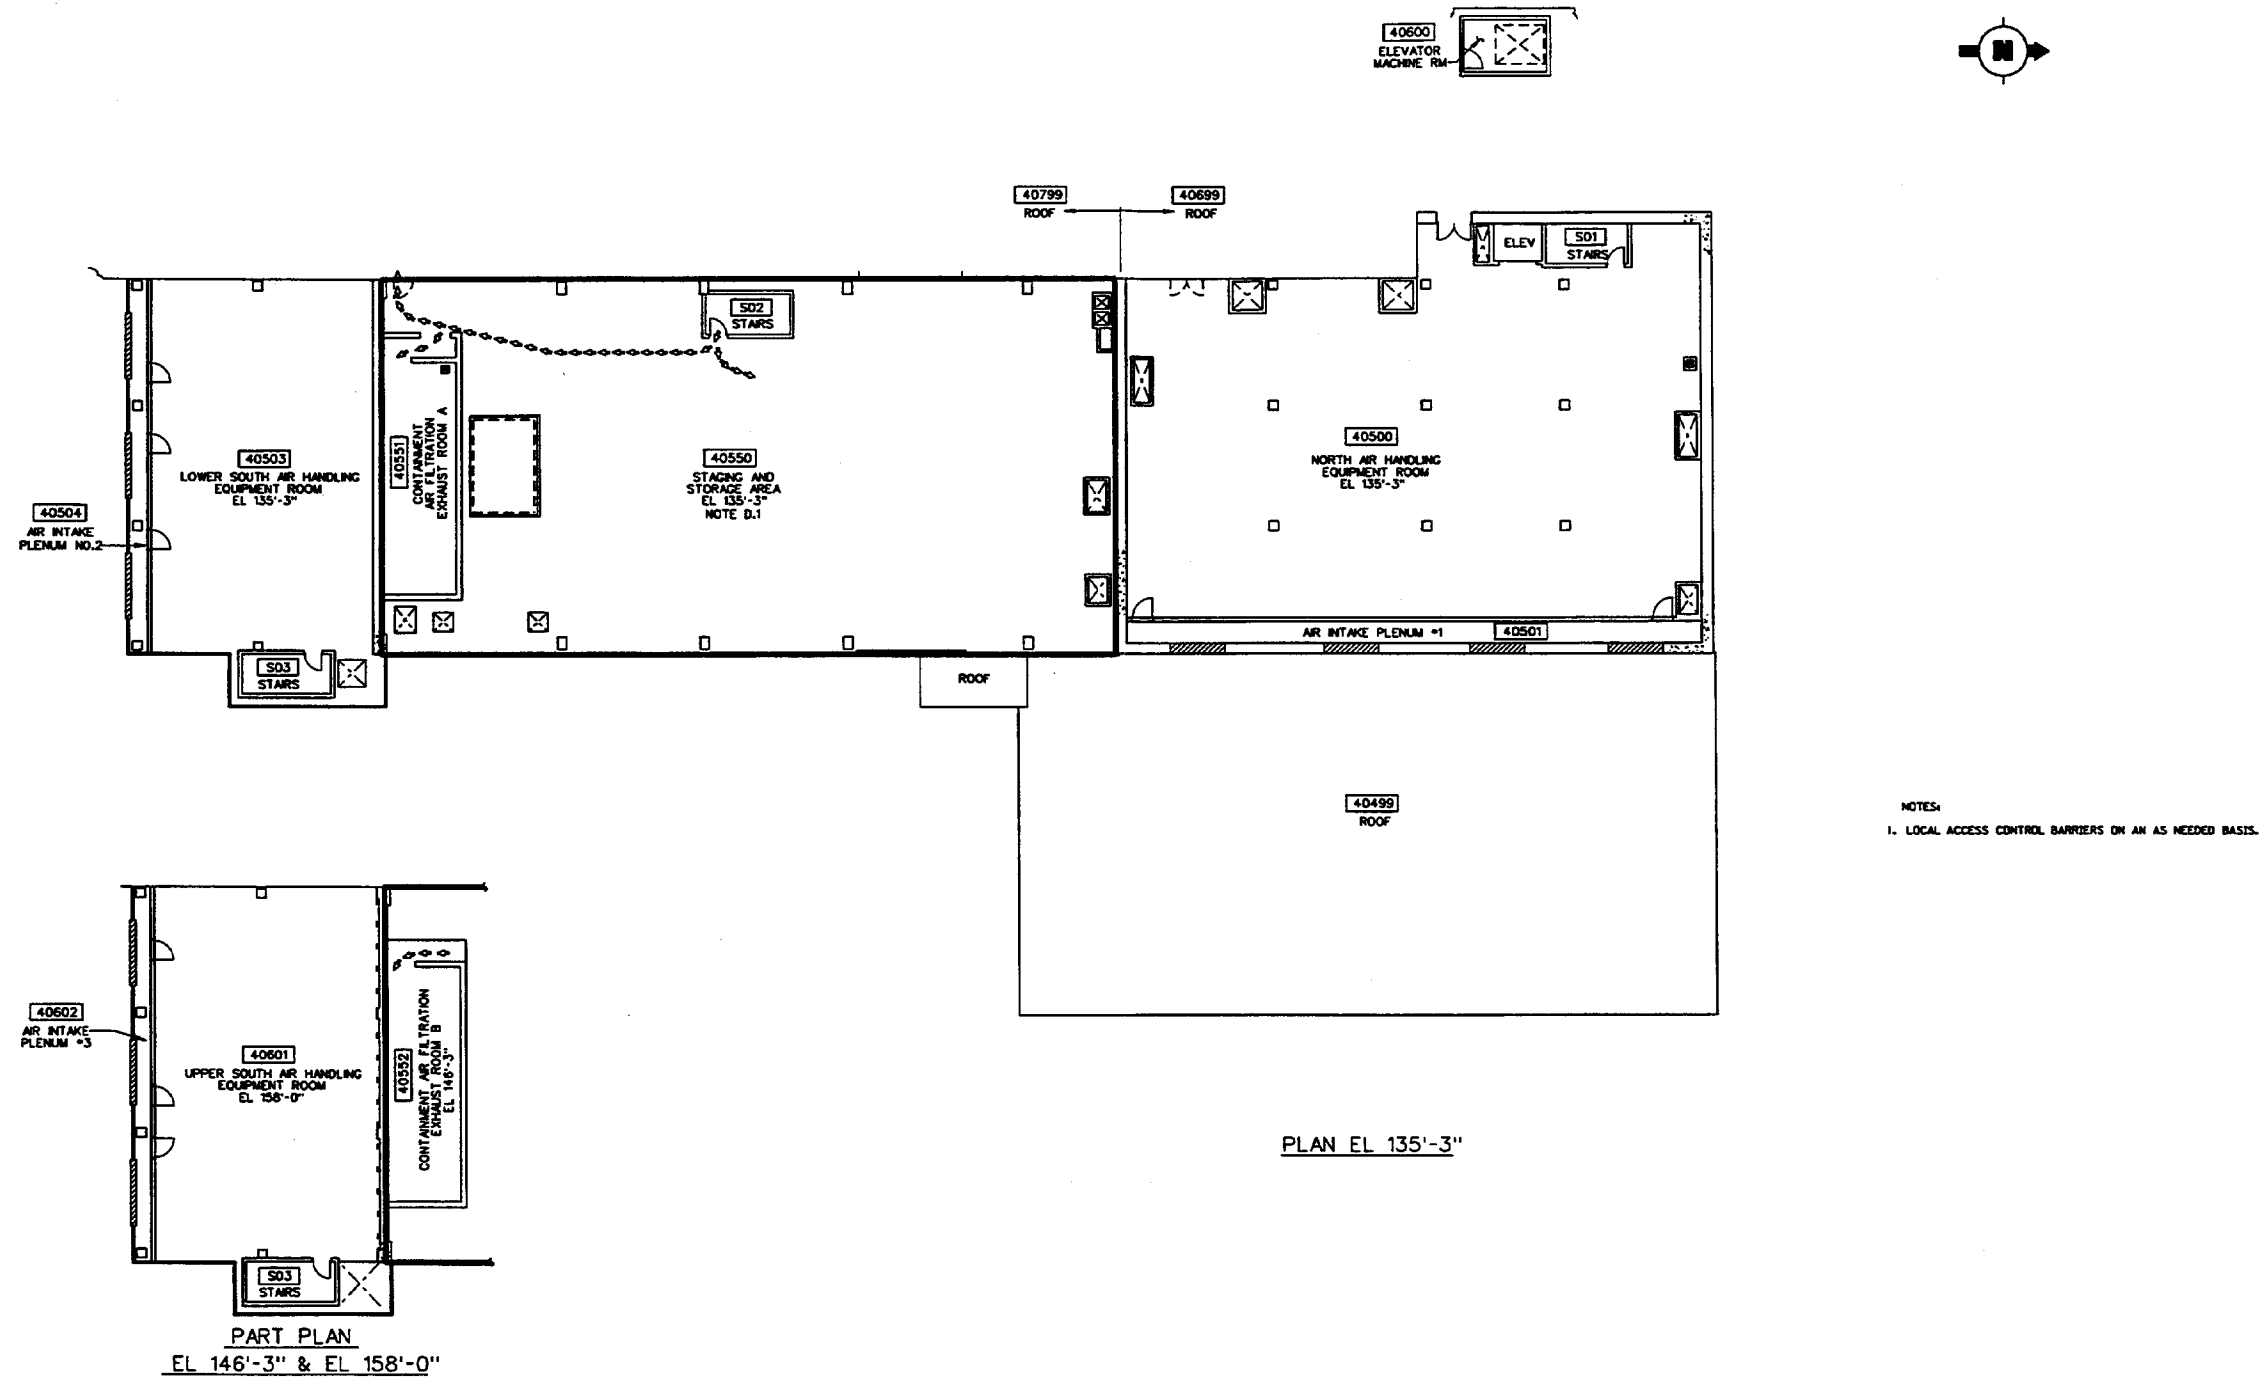 40600
ELEVATOR
MACHINE RM
N
40799
ROOF
40699
ROOF
ELEV
S01
STAIRS
S02
STAIRS
40503
LOWER SOUTH AIR HANDLING
EQUIPMENT ROOM
EL 135'-3"
40504
AIR INTAKE
PLENUM NO.2
40551
CONTAINMENT
AIR FILTRATION
EXHAUST ROOM A
40550
STAGING AND
STORAGE AREA
EL 135'-3"
NOTE D.1
40500
NORTH AIR HANDLING
EQUIPMENT ROOM
EL 135'-3"
AIR INTAKE PLENUM #1 40501
S03
STAIRS
ROOF
40499
ROOF
NOTES:
1. LOCAL ACCESS CONTROL BARRIERS ON AN AS NEEDED BASIS.
40602
AIR INTAKE
PLENUM #3
40601
UPPER SOUTH AIR HANDLING
EQUIPMENT ROOM
EL 158'-0"
40552
CONTAINMENT AIR FILTRATION
EXHAUST ROOM B
EL 146'-3"
S03
STAIRS
PLAN EL 135'-3"
PART PLAN
EL 146'-3" & EL 158'-0"